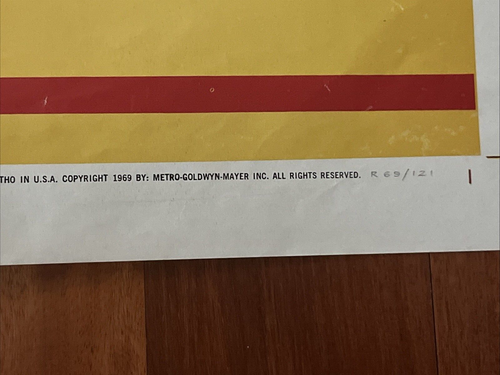 THO IN U.S.A. COPYRIGHT 1969 BY: METRO-GOLDWYN-MAYER INC. ALL RIGHTS RESERVED. R 69/121